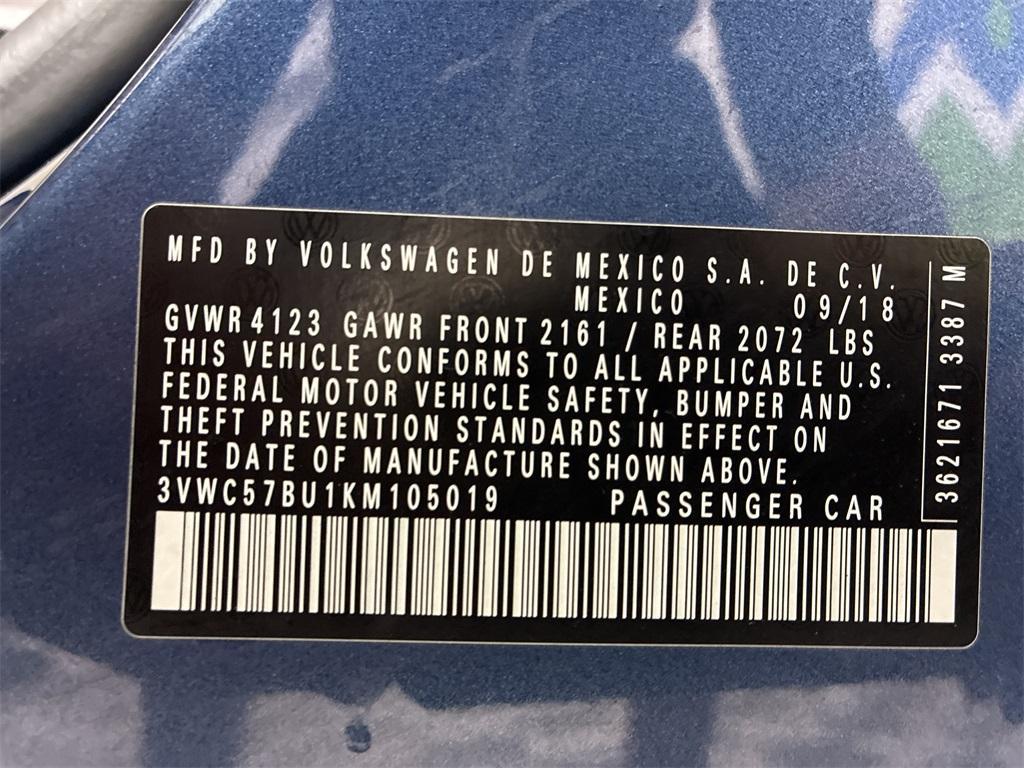 MFD BY VOLKSWAGEN DE MEXICO S.A. DE C.V.
MEXICO 09/18
GVWR 4123 GAWR FRONT 2161 / REAR 2072 LBS
THIS VEHICLE CONFORMS TO ALL APPLICABLE U.S.
FEDERAL MOTOR VEHICLE SAFETY, BUMPER AND
THEFT PREVENTION STANDARDS IN EFFECT ON
THE DATE OF MANUFACTURE SHOWN ABOVE.
3VWC57BU1KM105019 PASSENGER CAR
3621671 3387 M